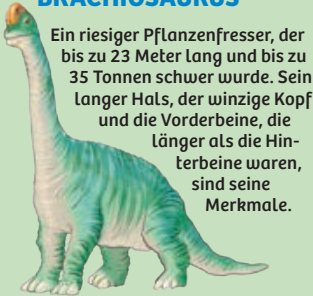 BRACHIOSAURUS
Ein riesiger Pflanzenfresser, der
bis zu 23 Meter lang und bis zu
35 Tonnen schwer wurde. Sein
langer Hals, der winzige Kopf
und die Vorderbeine, die
länger als die Hin-
terbeine waren,
sind seine
Merkmale.